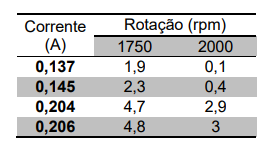 Corrente (A) Rotação (rpm)
1750 2000
0,137 1,9 0,1
0,145 2,3 0,4
0,204 4,7 2,9
0,206 4,8 3